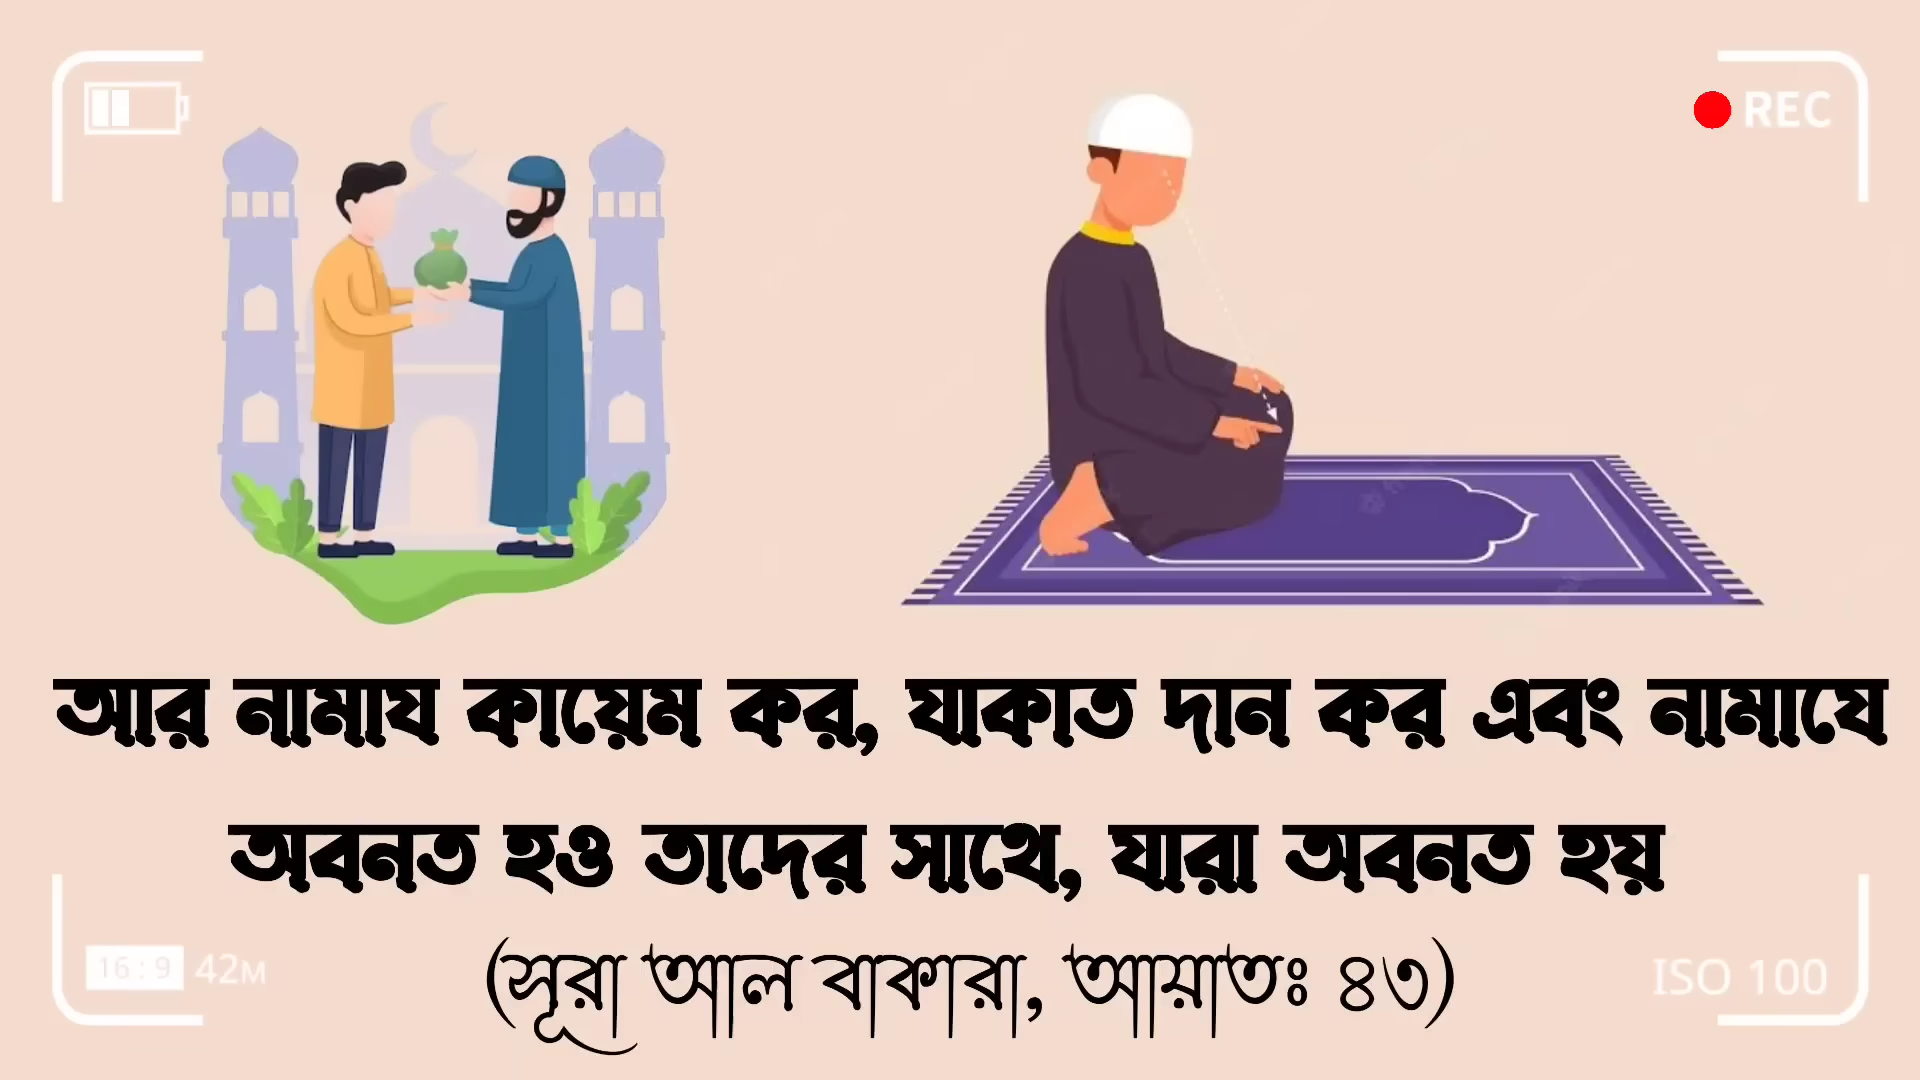 REC
আর নামায কায়েম কর, যাকাত দান কর এবং নামাযে
অবনত হও তাদের সাথে, যারা অবনত হয়
(সূরা আল বাকারা, আয়াতঃ ৪৩)
16:9 42M
ISO 100